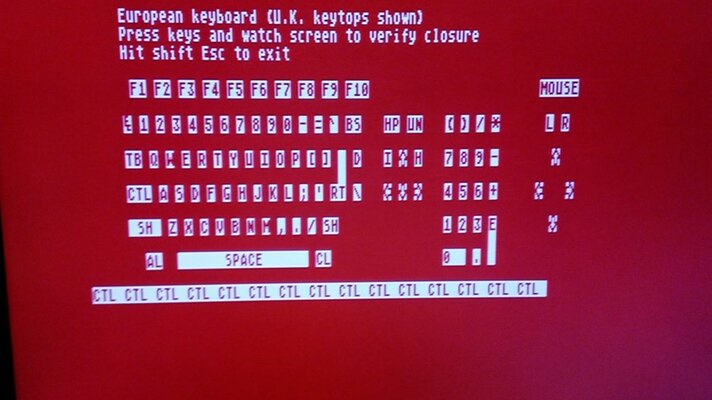 European keyboard (U.K. keytops shown)
Press keys and watch screen to verify closure
Hit shift Esc to exit
F1 F2 F3 F4 F5 F6 F7 F8 F9 F10 MOUSE
1 2 3 4 5 6 7 8 9 0 - = ` BS HP UN ( ) / * L R
TB Q W E R T Y U I O P [ ] D I H 7 8 9 -
CTL A S D F G H J K L ; ' RT \ 4 5 6 +
SH Z X C V B N M , . / SH 1 2 3 E
AL SPACE CL 0 .
CTL CTL CTL CTL CTL CTL CTL CTL CTL CTL CTL CTL CTL CTL CTL